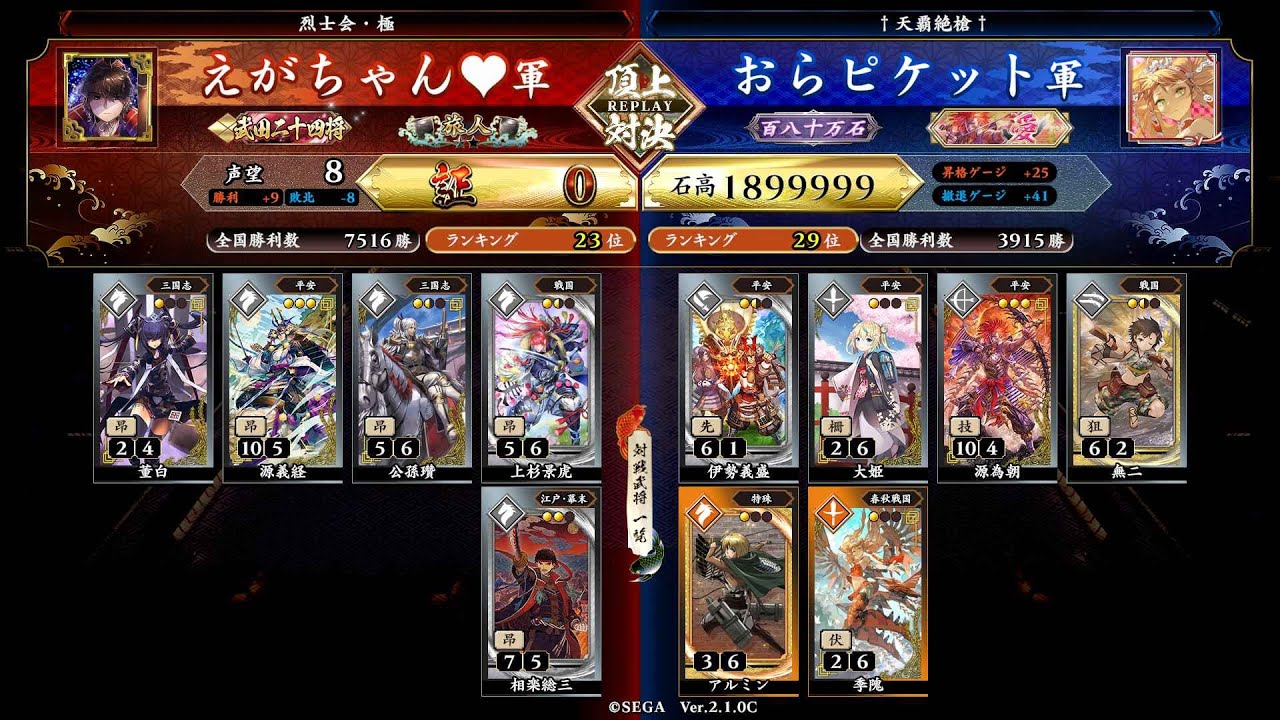 烈士会・極
†天覇絶槍†
えがちゃん♥軍
頂上
REPLAY
対決
おらピケット軍
武田二十四将
旅人
百八十万石
愛
声望 8
勝利 +9 敗北 -8
証 0
石高 1899999
昇格ゲージ +25
撤退ゲージ +41
全国勝利数 7516勝
ランキング 23位
ランキング 29位
全国勝利数 3915勝
三国志
平安
三国志
戦国
平安
平安
平安
戦国
昴
昴
昴
昴
先
柵
技
狙
2 4
10 5
5 6
5 6
6 1
2 6
10 4
6 2
董白
源義経
公孫瓚
上杉景虎
伊勢義盛
大姫
源為朝
無二
対戦武将一覧
江戸・幕末
特殊
春秋戦国
昴
伏
7 5
3 6
2 6
相楽総三
アルミン
季隗
©SEGA Ver.2.1.0C